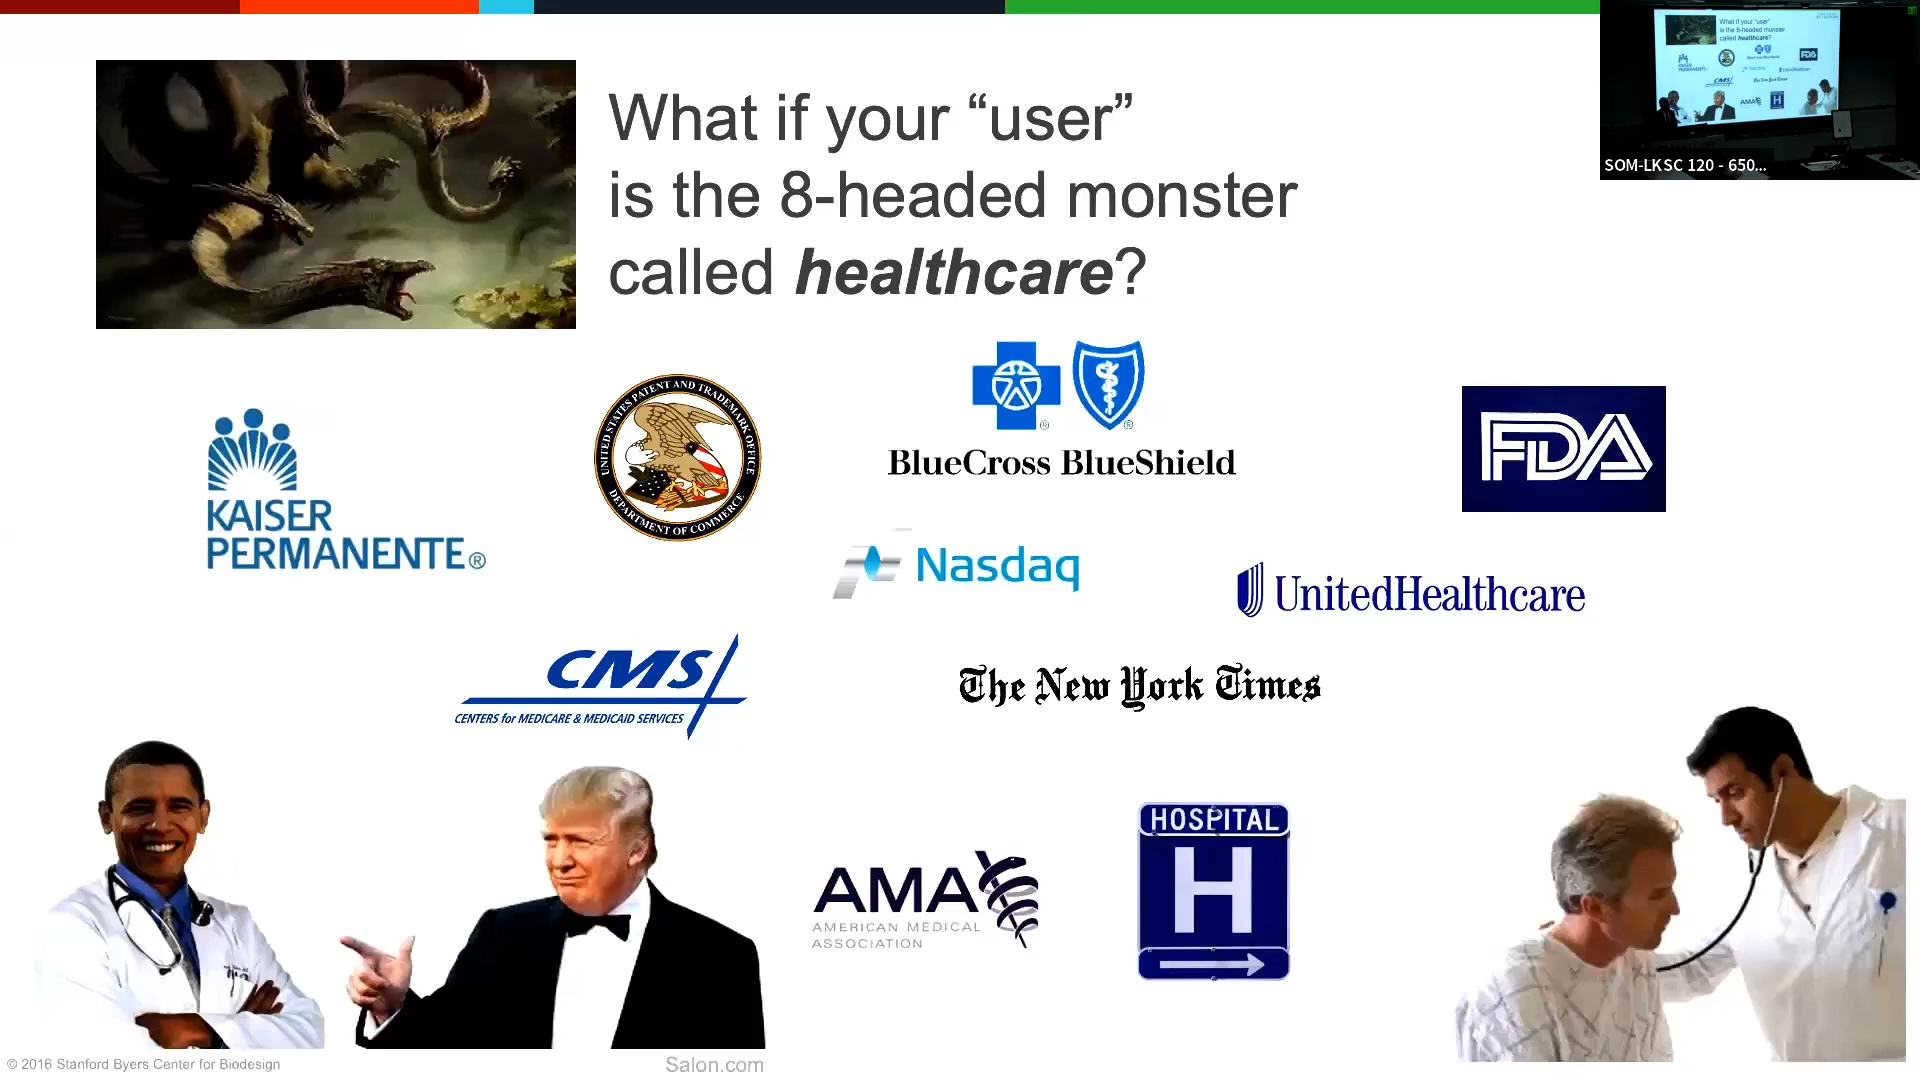 What if your “user”
is the 8-headed monster
called healthcare?
SOM-LKSC 120 - 650...
KAISER
PERMANENTE®
UNITED STATES PATENT AND TRADEMARK OFFICE
DEPARTMENT OF COMMERCE
® ®
BlueCross BlueShield
FDA
Nasdaq
UnitedHealthcare
CMS
CENTERS for MEDICARE & MEDICAID SERVICES
The New York Times
AMA
AMERICAN MEDICAL
ASSOCIATION
HOSPITAL
H
© 2016 Stanford Byers Center for Biodesign
Salon.com